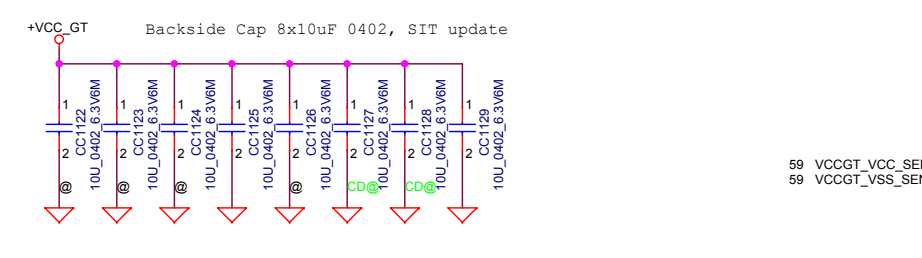 +VCC_GT
Backside Cap 8x10uF 0402, SIT update
1
2
CC1122
10U_0402_6.3V6M
@
1
2
CC1123
10U_0402_6.3V6M
@
1
2
CC1124
10U_0402_6.3V6M
@
1
2
CC1125
10U_0402_6.3V6M
1
2
CC1126
10U_0402_6.3V6M
@
1
2
CC1127
10U_0402_6.3V6M
CD@
1
2
CC1128
10U_0402_6.3V6M
CD@
1
2
CC1129
10U_0402_6.3V6M
59 VCCGT_VCC_SE
59 VCCGT_VSS_SE